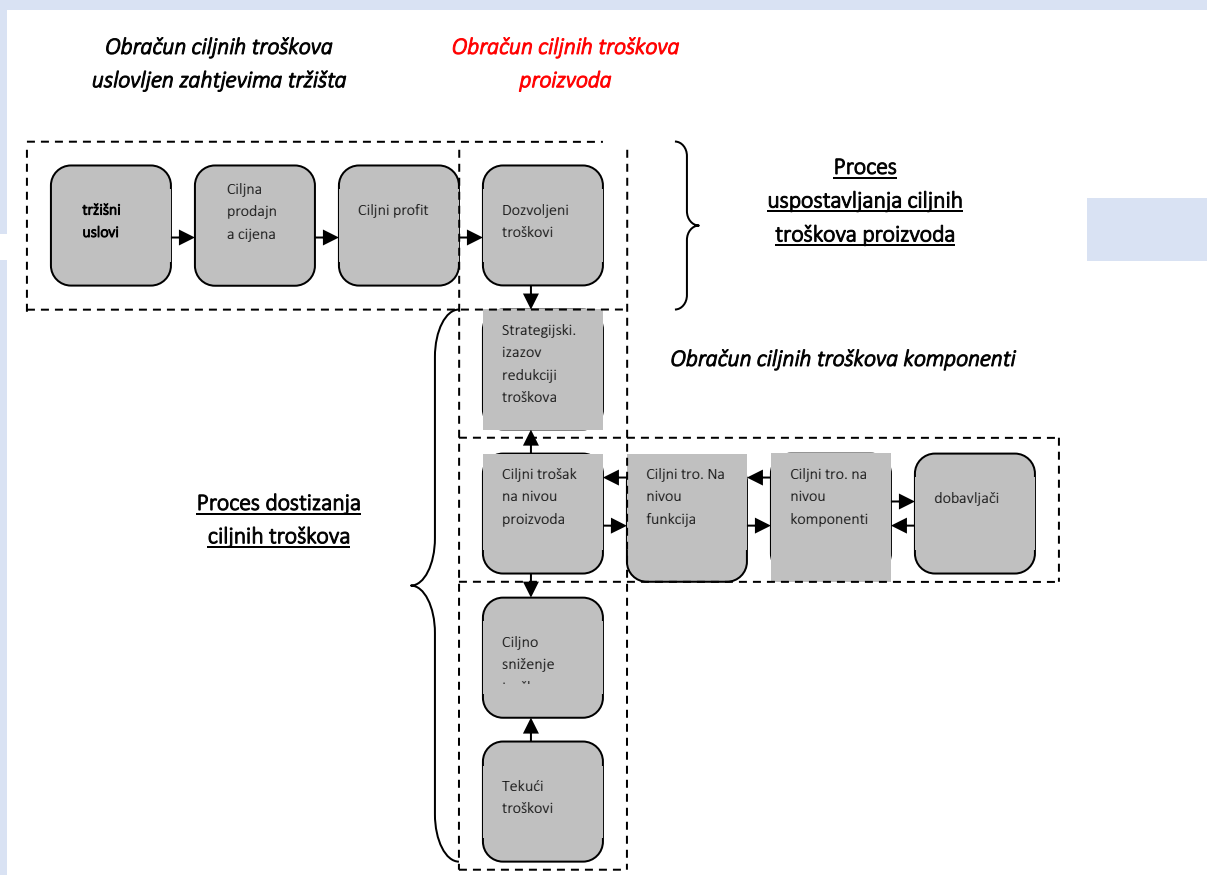 Obračun ciljnih troškova
uslovljen zahtjevima tržišta
Obračun ciljnih troškova
proizvoda
tržišni
uslovi
Ciljna
prodajn
a cijena
Ciljni profit
Dozvoljeni
troškovi
Proces
uspostavljanja ciljnih
troškova proizvoda
Strategijski.
izazov
redukciji
troškova
Obračun ciljnih troškova komponenti
Proces dostizanja
ciljnih troškova
Ciljni trošak
na nivou
proizvoda
Ciljni tro. Na
nivou
funkcija
Ciljni tro. na
nivou
komponenti
dobavljači
Ciljno
sniženje
Tekući
troškovi